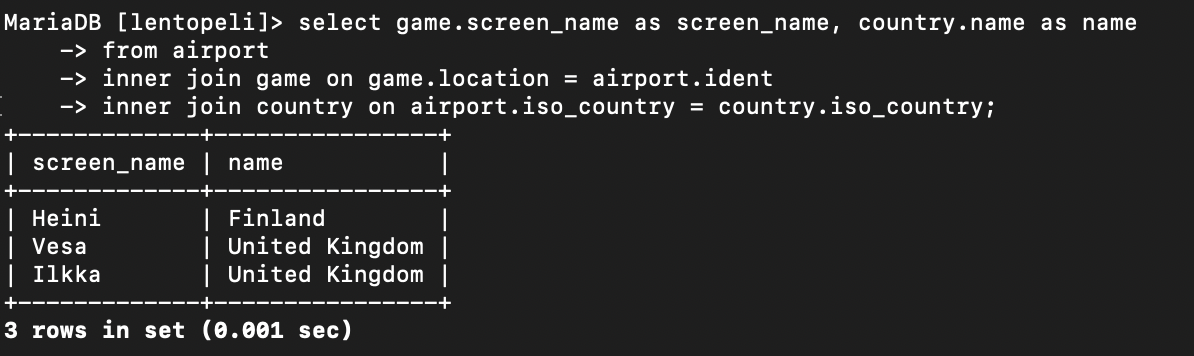 MariaDB [lentopeli]> select game.screen_name as screen_name, country.name as name
    -> from airport
    -> inner join game on game.location = airport.ident
    -> inner join country on airport.iso_country = country.iso_country;
+-------------+----------------+
| screen_name | name           |
+-------------+----------------+
| Heini       | Finland        |
| Vesa        | United Kingdom |
| Ilkka       | United Kingdom |
+-------------+----------------+
3 rows in set (0.001 sec)